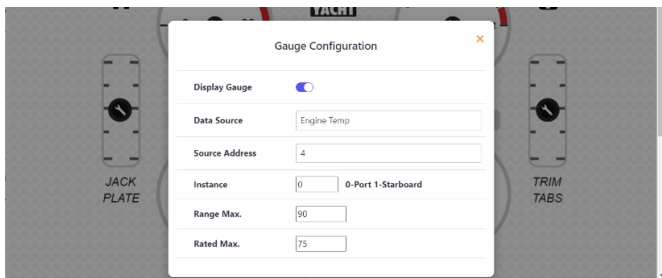 YACHT
Gauge Configuration
×
Display Gauge
Data Source Engine Temp
Source Address 4
Instance 0 0-Port 1-Starboard
Range Max. 90
Rated Max. 75
JACK
PLATE
TRIM
TABS